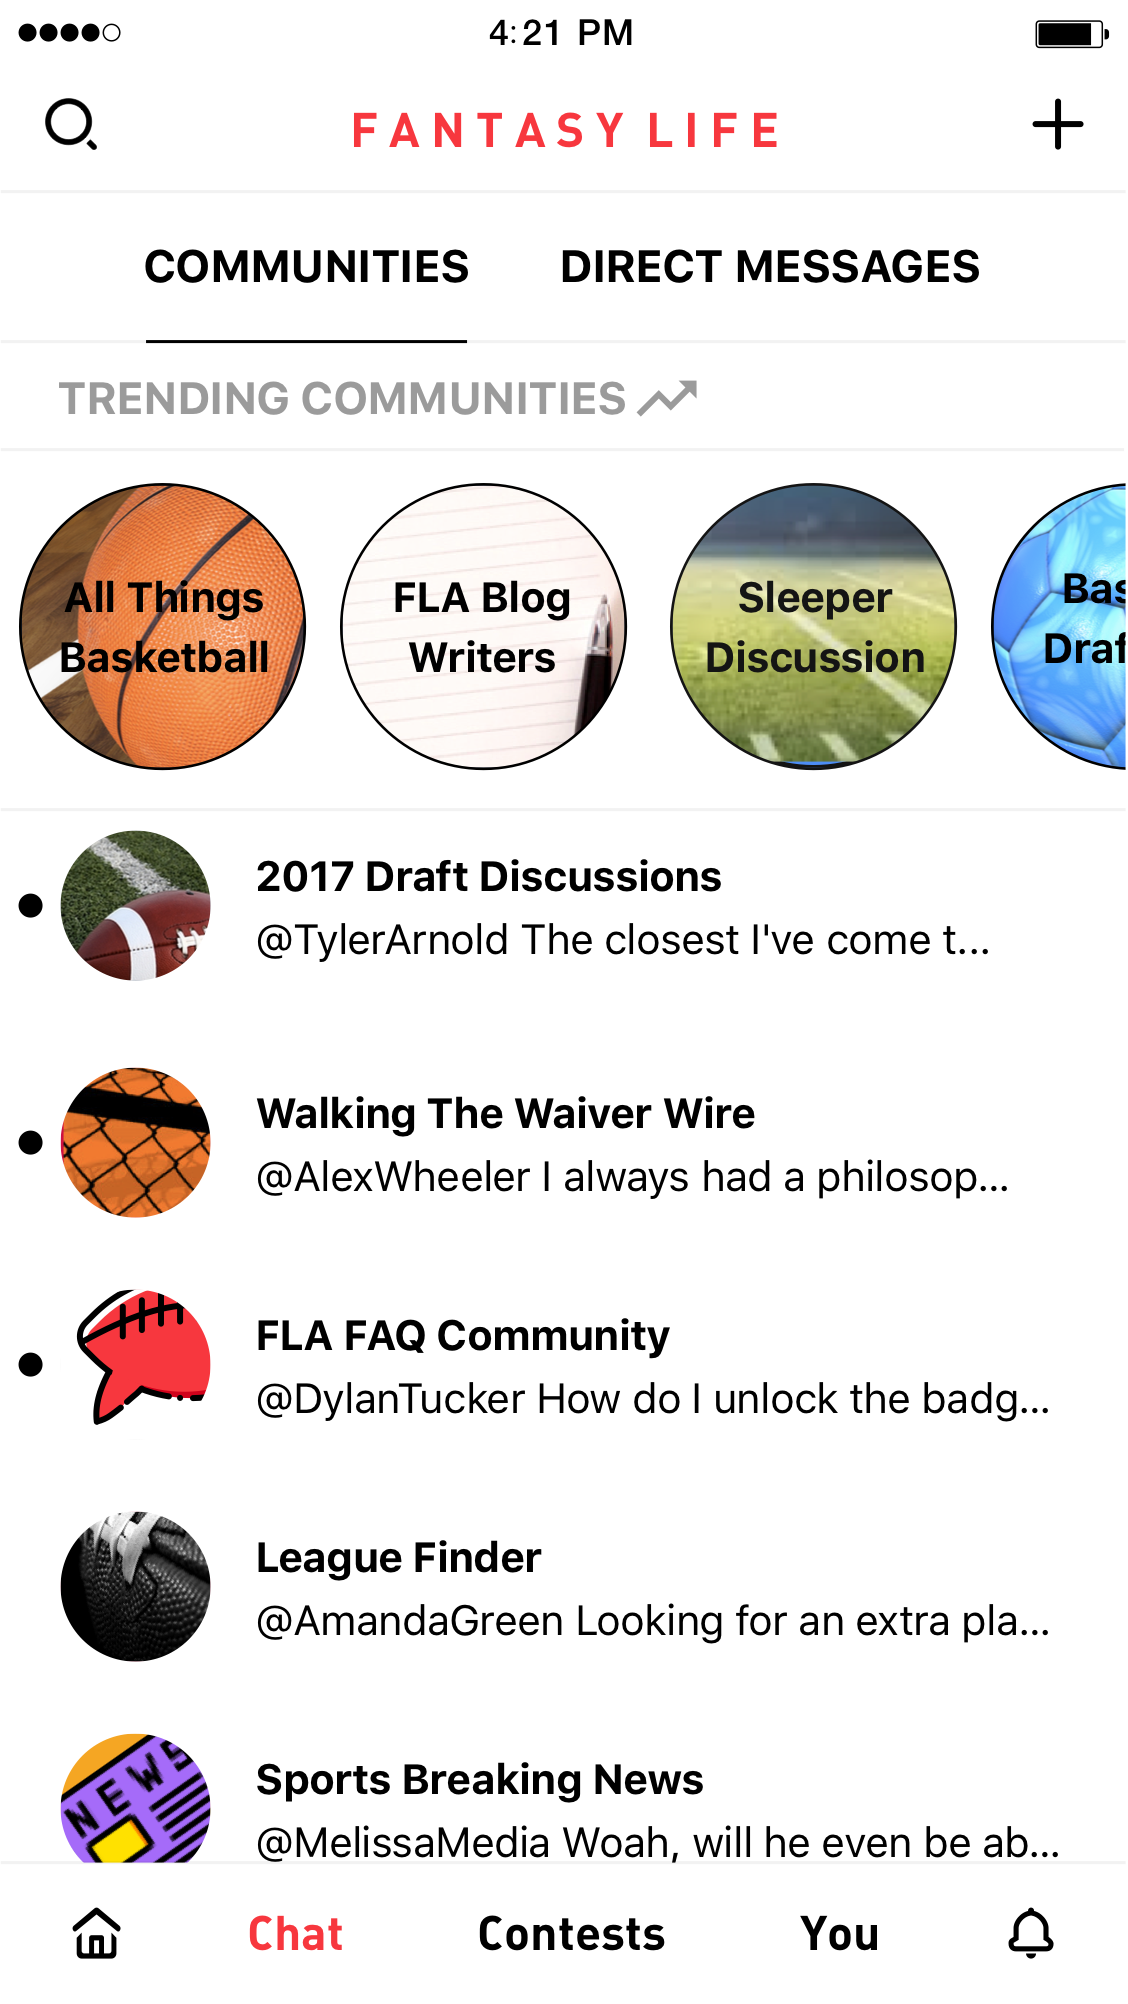 4:21 PM
FANTASY LIFE
COMMUNITIES
DIRECT MESSAGES
TRENDING COMMUNITIES
All Things
Basketball
FLA Blog
Writers
Sleeper
Discussion
Bas
Draf
2017 Draft Discussions
@TylerArnold The closest I've come t...
Walking The Waiver Wire
@AlexWheeler I always had a philosop...
FLA FAQ Community
@DylanTucker How do I unlock the badg...
League Finder
@AmandaGreen Looking for an extra pla...
NEWS
Sports Breaking News
@MelissaMedia Woah, will he even be ab...
Chat
Contests
You